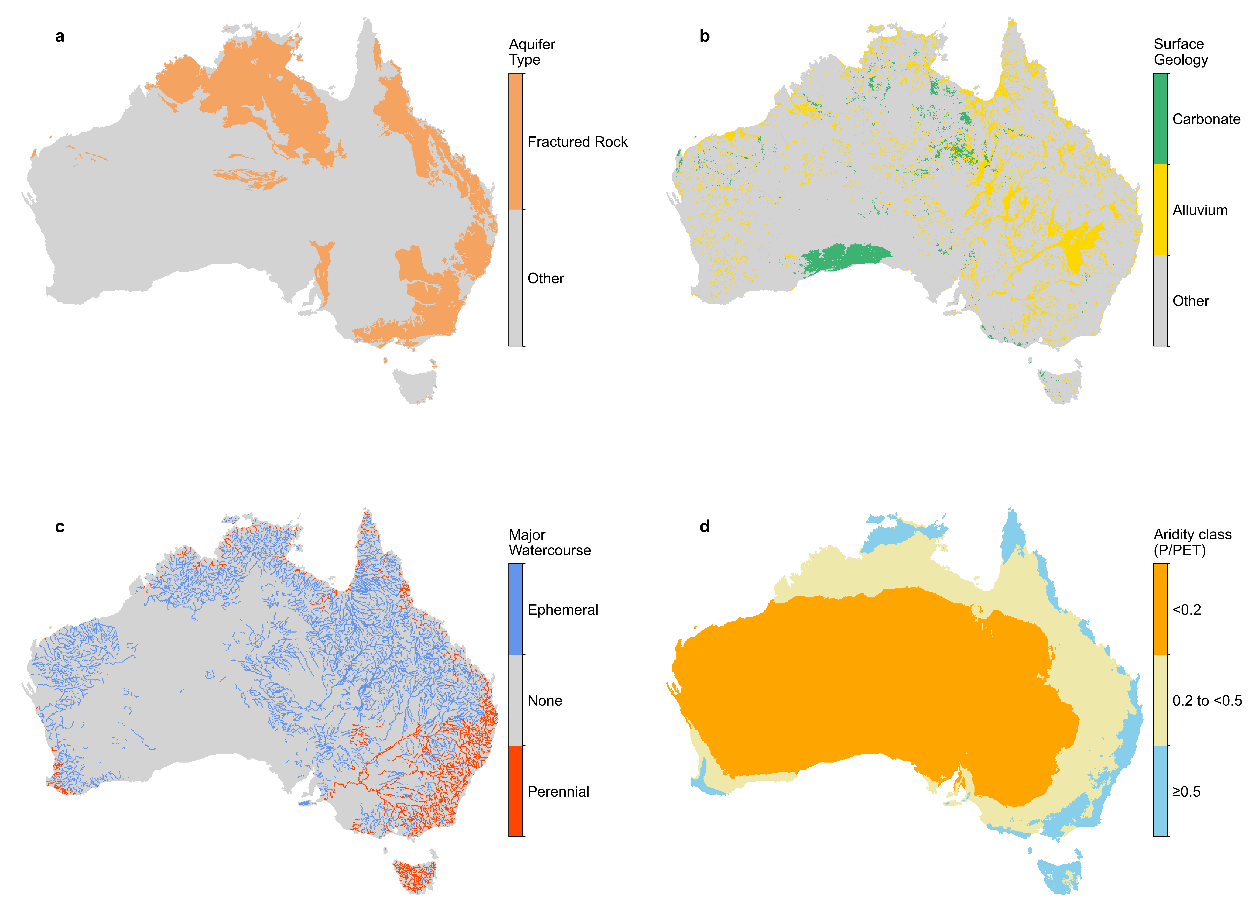 a
Aquifer
Type
Fractured Rock
Other
b
Surface
Geology
Carbonate
Alluvium
Other
c
Major
Watercourse
Ephemeral
None
Perennial
d
Aridity class
(P/PET)
<0.2
0.2 to <0.5
≥0.5